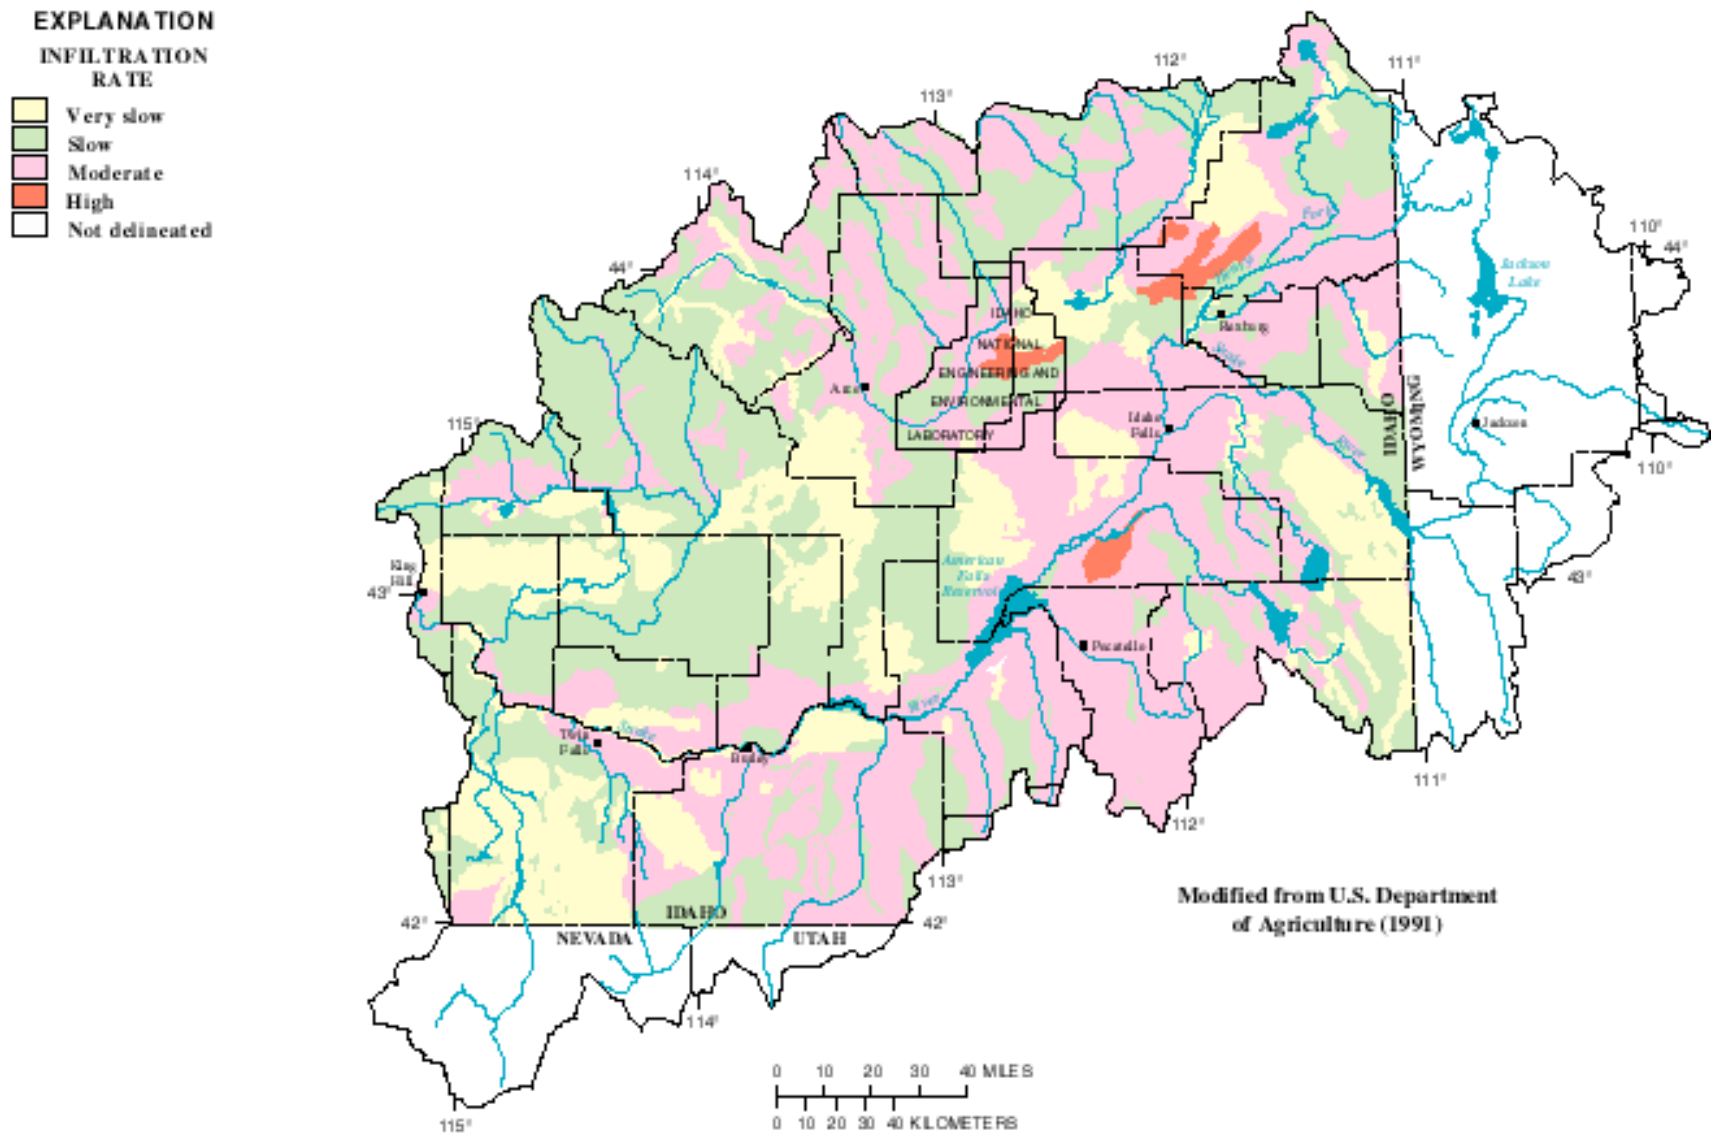 EXPLANATION
INFILTRATION
RATE
Very slow
Slow
Moderate
High
Not delineated
111°
112°
113°
114°
110°
44°
44°
Fork
Henrys
Jackson
Lake
IDAHO
Rexburg
NATIONAL
Snake
ENGINEERING AND
Arco
ENVIRONMENTAL
IDAHO
WYOMING
Idaho
Falls
Jackson
115°
LABORATORY
River
110°
King
Hill
American
Falls
Reservoir
43°
43°
Pocatello
River
Snake
Twin
Falls
Burley
111°
112°
113°
Modified from U.S. Department
of Agriculture (1991)
42°
IDAHO
42°
NEVADA
UTAH
114°
0 10 20 30 40 MILES
0 10 20 30 40 KILOMETERS
115°